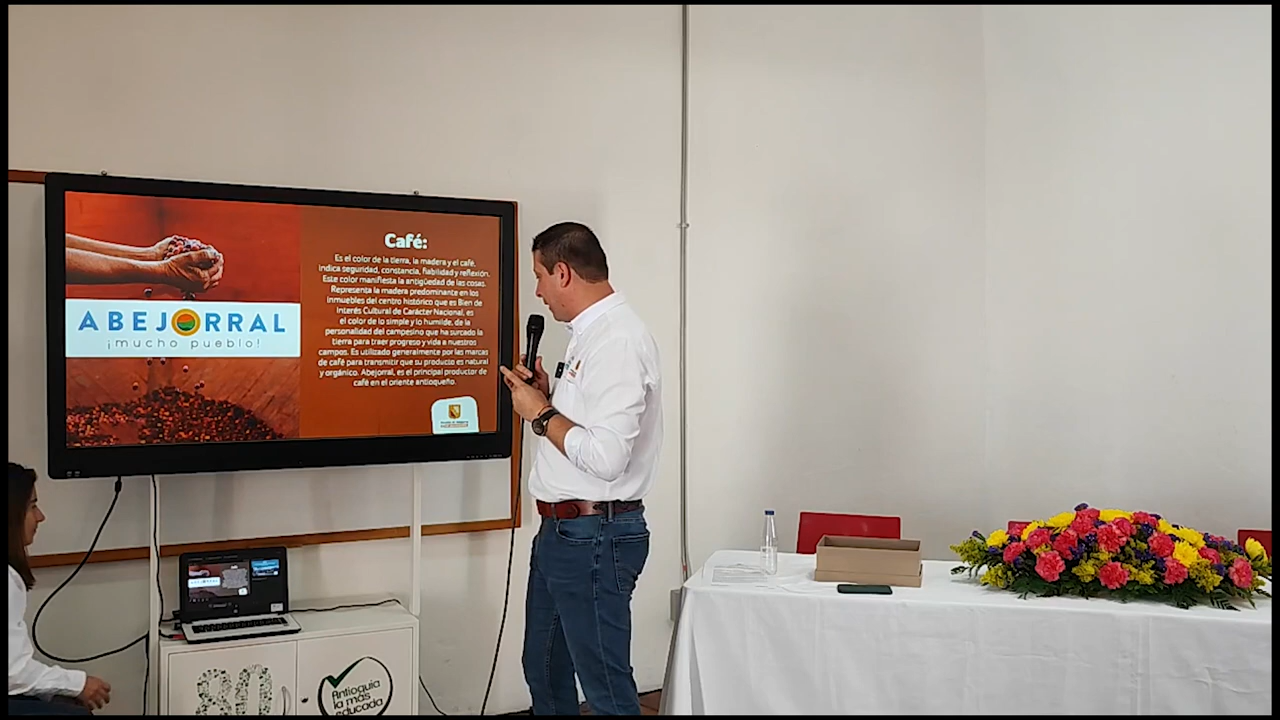 ABEJORRAL
¡mucho pueblo!
Café:
Es el color de la tierra, la madera y el café,
indica seguridad, constancia, fiabilidad y reflexión.
Este color manifiesta la antigüedad de las cosas.
Representa la madera predominante en los
inmuebles del centro histórico que es Bien de
Interés Cultural de Carácter Nacional, es
el color de lo simple y lo humilde, de la
personalidad del campesino que ha surcado la
tierra para traer progreso y vida a nuestros
campos. Es utilizado generalmente por las marcas
de café para transmitir que su producto es natural
y orgánico. Abejorral, es el principal productor de
café en el oriente antioqueño.
80
Antioquia
la más
educada